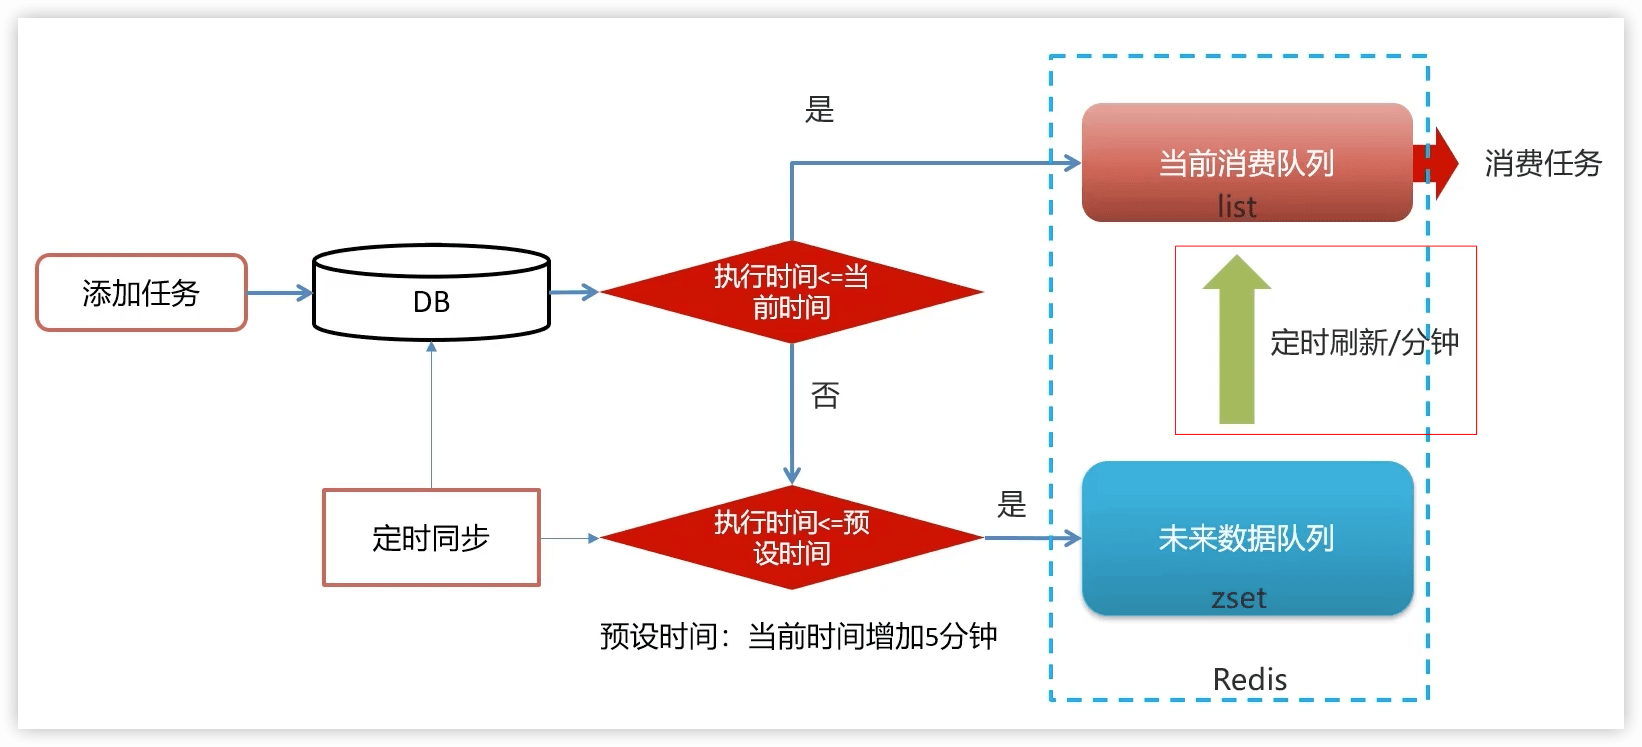 是
当前消费队列
list
消费任务
添加任务
DB
执行时间<=当
前时间
定时刷新/分钟
否
定时同步
执行时间<=预
设时间
是
未来数据队列
zset
预设时间：当前时间增加5分钟
Redis